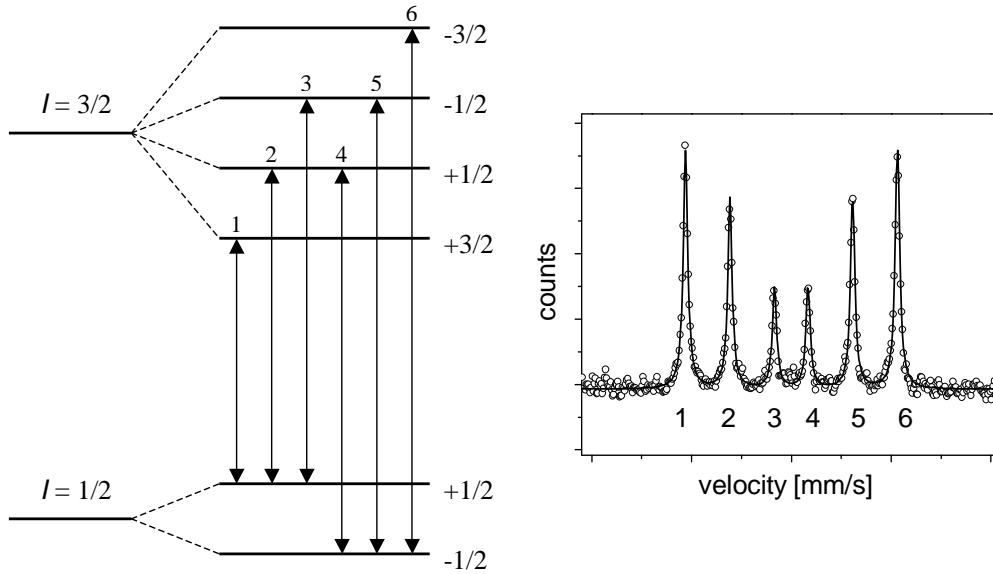 6
-3/2
3 5
I = 3/2
-1/2
2 4
+1/2
1
+3/2
I = 1/2
+1/2
-1/2
counts
1 2 3 4 5 6
velocity [mm/s]